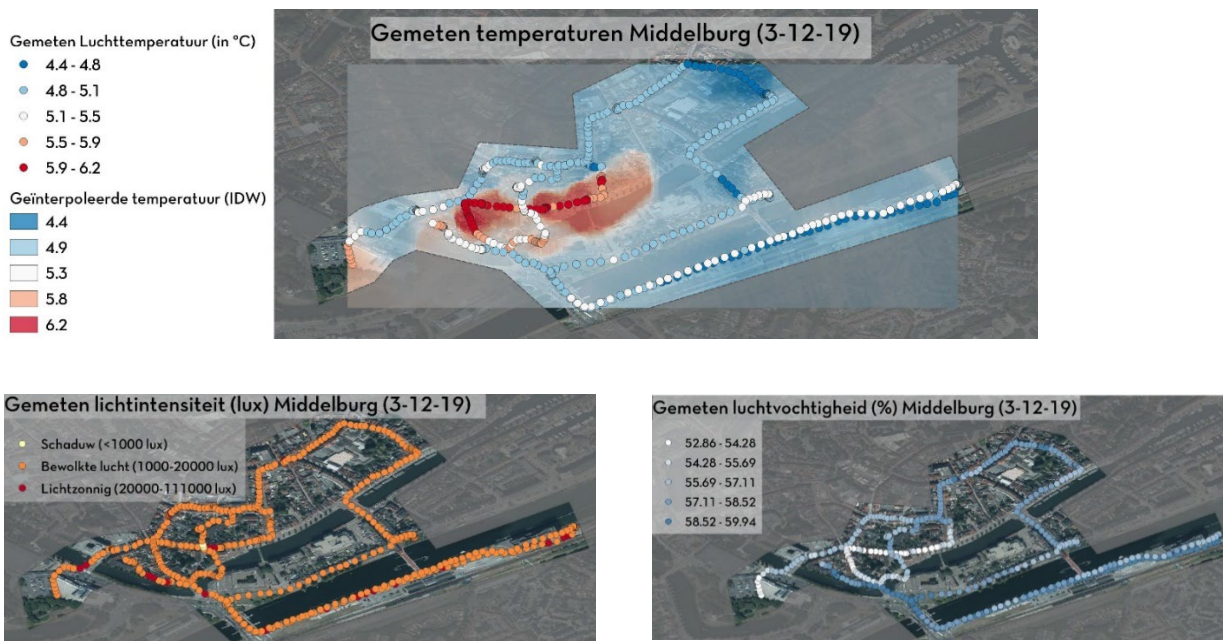 Gemeten temperaturen Middelburg (3-12-19)
Gemeten Luchttemperatuur (in °C)
4.4 - 4.8
4.8 - 5.1
5.1 - 5.5
5.5 - 5.9
5.9 - 6.2
Geïnterpoleerde temperatuur (IDW)
4.4
4.9
5.3
5.8
6.2
Gemeten lichtintensiteit (lux) Middelburg (3-12-19)
Schaduw (<1000 lux)
Bewolkte lucht (1000-20000 lux)
Lichtzonnig (20000-111000 lux)
Gemeten luchtvochtigheid (%) Middelburg (3-12-19)
52.86 - 54.28
54.28 - 55.69
55.69 - 57.11
57.11 - 58.52
58.52 - 59.94